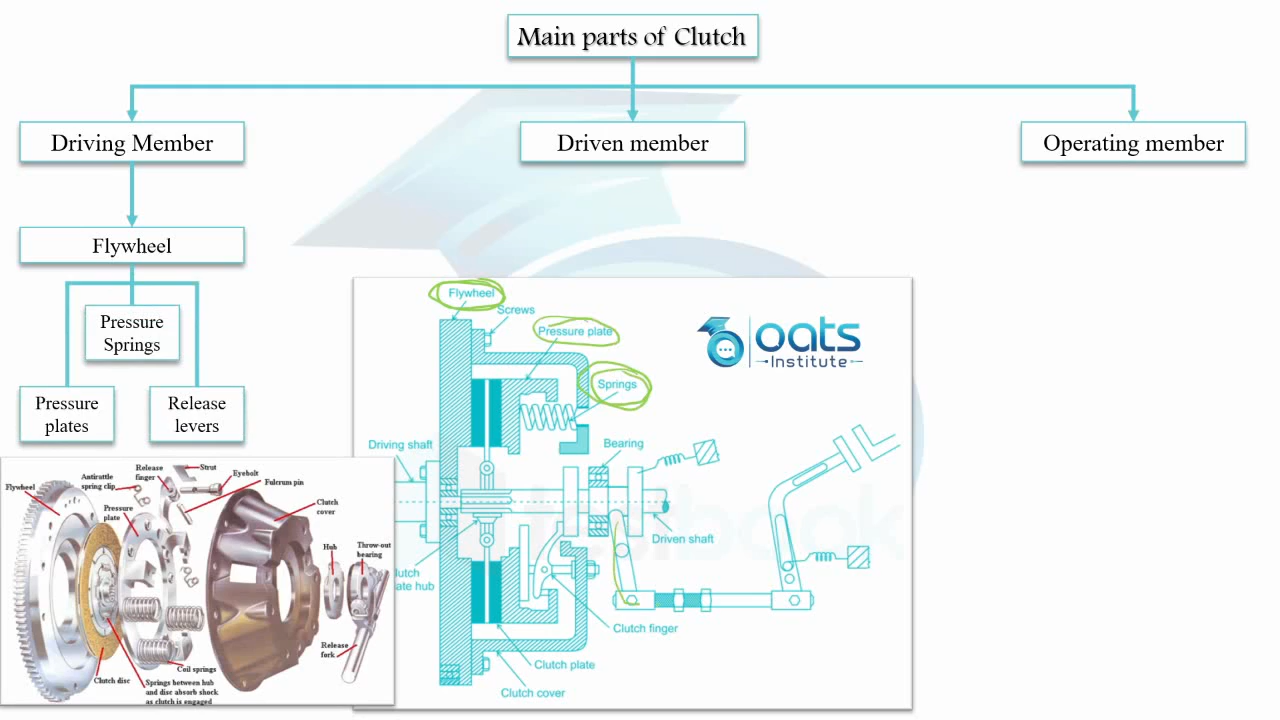 Main parts of Clutch
Driving Member
Driven member
Operating member
Flywheel
Pressure
Springs
Pressure
plates
Release
levers
Flywheel
Antirattle
spring clip
Release
finger
Strut
Eyebolt
Fulcrum pin
Pressure
plate
Clutch
cover
Hub
Throw-out
bearing
Release
fork
Coil springs
Clutch disc
Springs between hub
and disc absorb shock
as clutch is engaged
Flywheel
Screws
Pressure plate
Springs
oats
Institute
Driving shaft
Bearing
Driven shaft
lutch
ate hub
Clutch finger
Clutch plate
Clutch cover